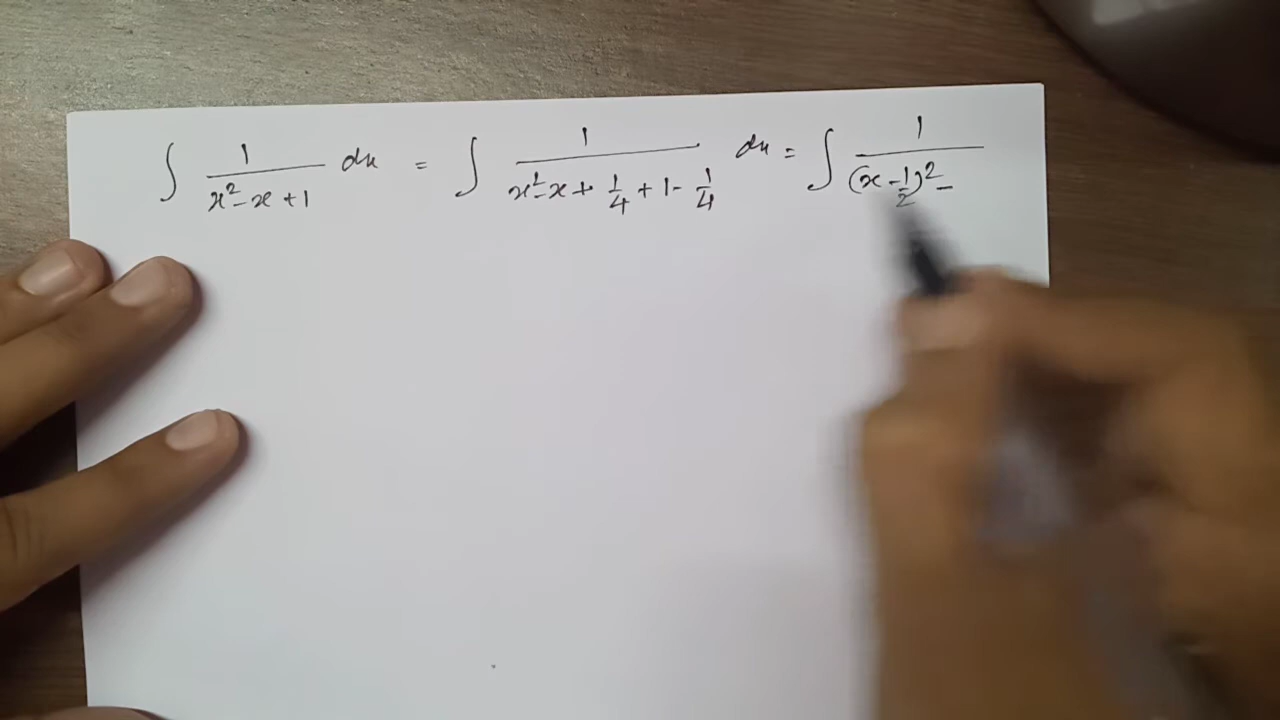 ∫ 1/(x² - x + 1) dx = ∫ 1/(x² - x + 1/4 + 1 - 1/4) dx = ∫ 1/((x - 1/2)² -